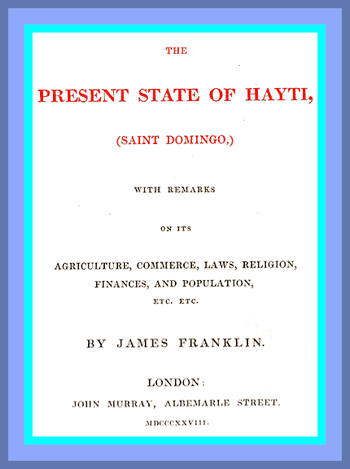 THE
PRESENT STATE OF HAYTI,
(SAINT DOMINGO,)
WITH REMARKS
ON ITS
AGRICULTURE, COMMERCE, LAWS, RELIGION,
FINANCES, AND POPULATION,
ETC. ETC.
BY JAMES FRANKLIN.
LONDON:
JOHN MURRAY, ALBEMARLE STREET.
MDCCCXXVIII.